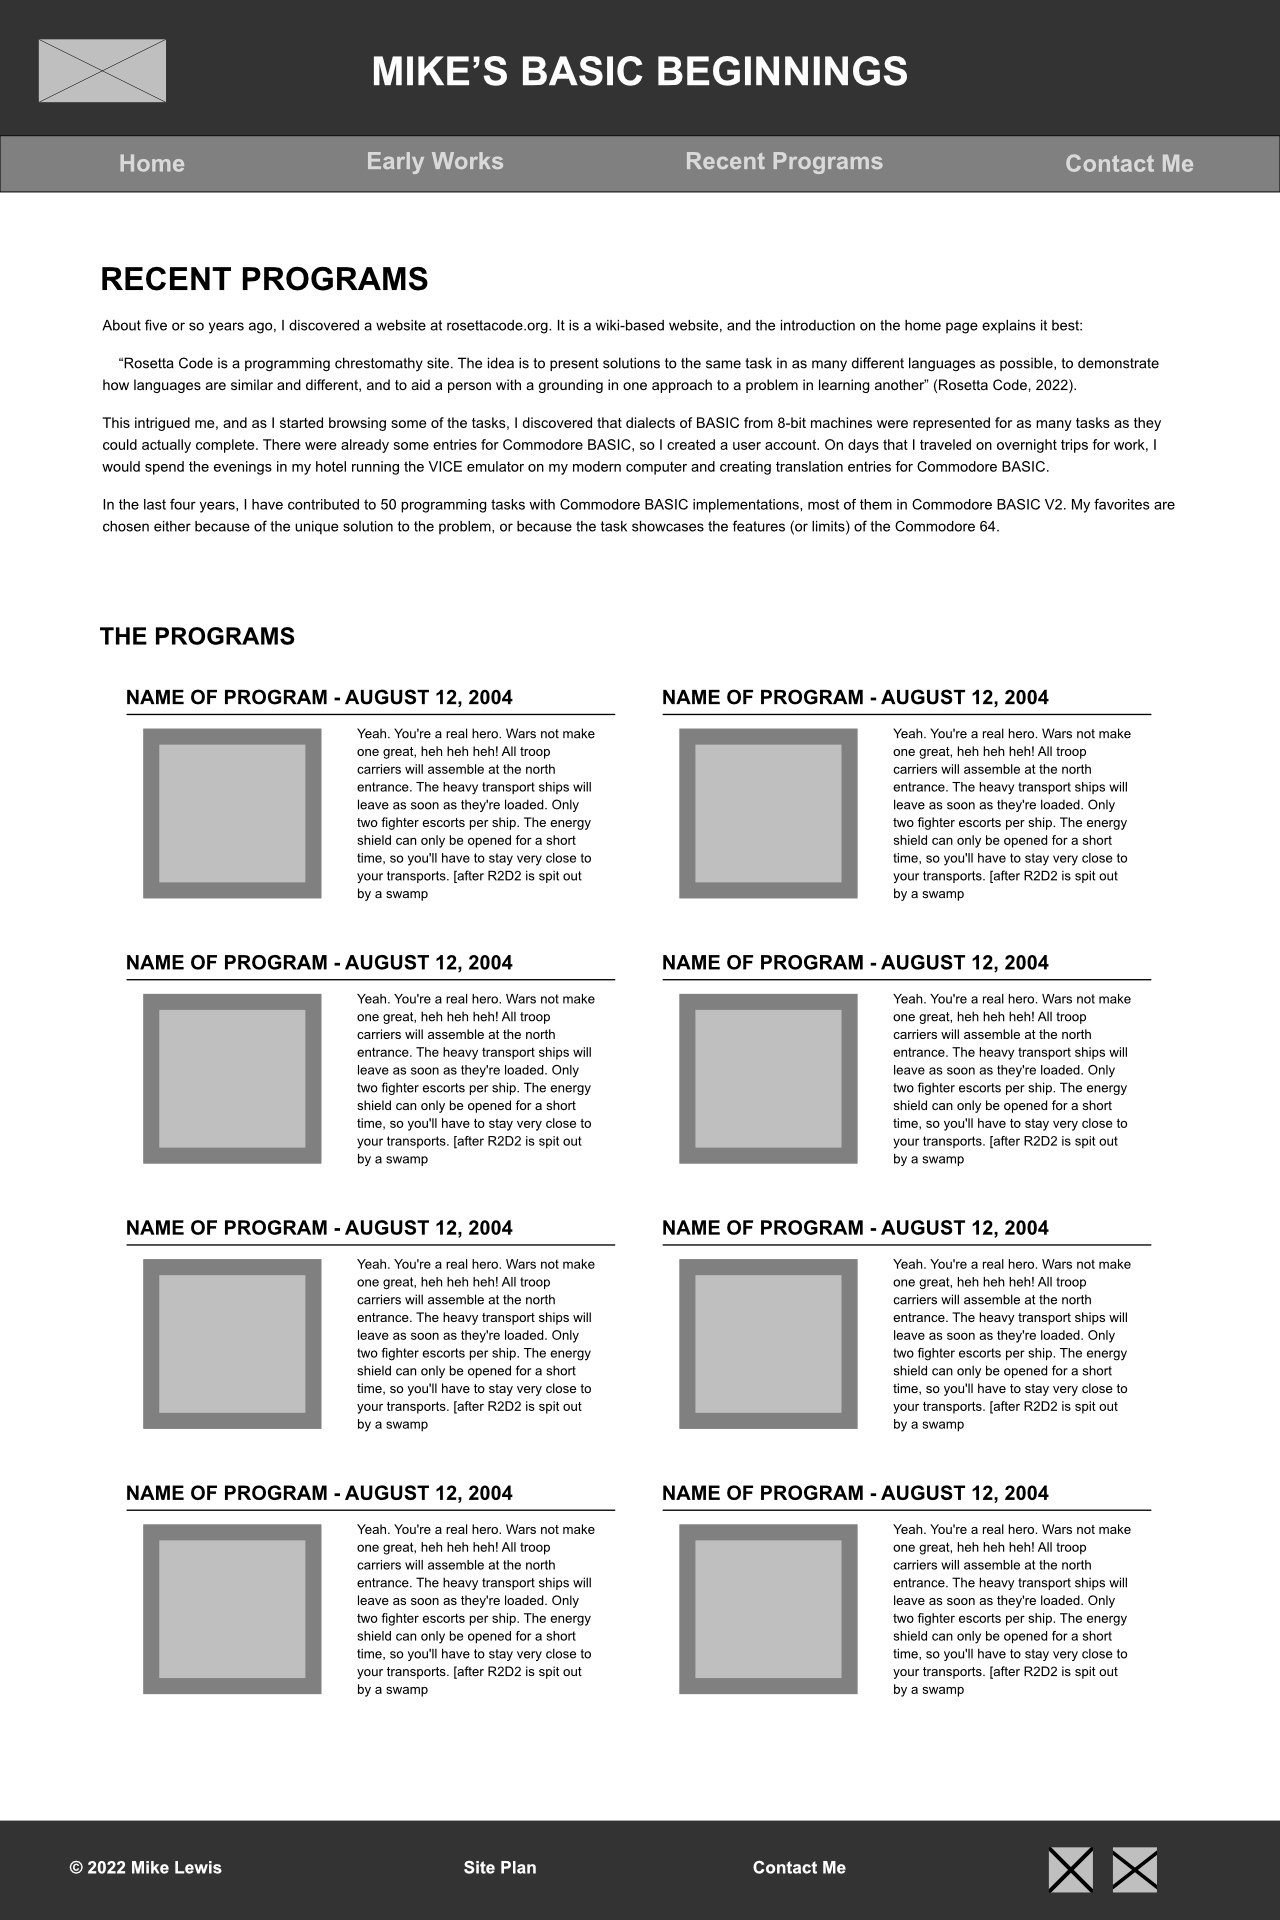 MIKE’S BASIC BEGINNINGS
Home
Early Works
Recent Programs
Contact Me
RECENT PROGRAMS
About five or so years ago, I discovered a website at rosettacode.org. It is a wiki-based website, and the introduction on the home page explains it best:
“Rosetta Code is a programming chrestomathy site. The idea is to present solutions to the same task in as many different languages as possible, to demonstrate
how languages are similar and different, and to aid a person with a grounding in one approach to a problem in learning another” (Rosetta Code, 2022).
This intrigued me, and as I started browsing some of the tasks, I discovered that dialects of BASIC from 8-bit machines were represented for as many tasks as they
could actually complete. There were already some entries for Commodore BASIC, so I created a user account. On days that I traveled on overnight trips for work, I
would spend the evenings in my hotel running the VICE emulator on my modern computer and creating translation entries for Commodore BASIC.
In the last four years, I have contributed to 50 programming tasks with Commodore BASIC implementations, most of them in Commodore BASIC V2. My favorites are
chosen either because of the unique solution to the problem, or because the task showcases the features (or limits) of the Commodore 64.
THE PROGRAMS
NAME OF PROGRAM - AUGUST 12, 2004
Yeah. You're a real hero. Wars not make
one great, heh heh heh! All troop
carriers will assemble at the north
entrance. The heavy transport ships will
leave as soon as they're loaded. Only
two fighter escorts per ship. The energy
shield can only be opened for a short
time, so you'll have to stay very close to
your transports. [after R2D2 is spit out
by a swamp
NAME OF PROGRAM - AUGUST 12, 2004
Yeah. You're a real hero. Wars not make
one great, heh heh heh! All troop
carriers will assemble at the north
entrance. The heavy transport ships will
leave as soon as they're loaded. Only
two fighter escorts per ship. The energy
shield can only be opened for a short
time, so you'll have to stay very close to
your transports. [after R2D2 is spit out
by a swamp
NAME OF PROGRAM - AUGUST 12, 2004
Yeah. You're a real hero. Wars not make
one great, heh heh heh! All troop
carriers will assemble at the north
entrance. The heavy transport ships will
leave as soon as they're loaded. Only
two fighter escorts per ship. The energy
shield can only be opened for a short
time, so you'll have to stay very close to
your transports. [after R2D2 is spit out
by a swamp
NAME OF PROGRAM - AUGUST 12, 2004
Yeah. You're a real hero. Wars not make
one great, heh heh heh! All troop
carriers will assemble at the north
entrance. The heavy transport ships will
leave as soon as they're loaded. Only
two fighter escorts per ship. The energy
shield can only be opened for a short
time, so you'll have to stay very close to
your transports. [after R2D2 is spit out
by a swamp
NAME OF PROGRAM - AUGUST 12, 2004
Yeah. You're a real hero. Wars not make
one great, heh heh heh! All troop
carriers will assemble at the north
entrance. The heavy transport ships will
leave as soon as they're loaded. Only
two fighter escorts per ship. The energy
shield can only be opened for a short
time, so you'll have to stay very close to
your transports. [after R2D2 is spit out
by a swamp
NAME OF PROGRAM - AUGUST 12, 2004
Yeah. You're a real hero. Wars not make
one great, heh heh heh! All troop
carriers will assemble at the north
entrance. The heavy transport ships will
leave as soon as they're loaded. Only
two fighter escorts per ship. The energy
shield can only be opened for a short
time, so you'll have to stay very close to
your transports. [after R2D2 is spit out
by a swamp
NAME OF PROGRAM - AUGUST 12, 2004
Yeah. You're a real hero. Wars not make
one great, heh heh heh! All troop
carriers will assemble at the north
entrance. The heavy transport ships will
leave as soon as they're loaded. Only
two fighter escorts per ship. The energy
shield can only be opened for a short
time, so you'll have to stay very close to
your transports. [after R2D2 is spit out
by a swamp
NAME OF PROGRAM - AUGUST 12, 2004
Yeah. You're a real hero. Wars not make
one great, heh heh heh! All troop
carriers will assemble at the north
entrance. The heavy transport ships will
leave as soon as they're loaded. Only
two fighter escorts per ship. The energy
shield can only be opened for a short
time, so you'll have to stay very close to
your transports. [after R2D2 is spit out
by a swamp
© 2022 Mike Lewis
Site Plan
Contact Me